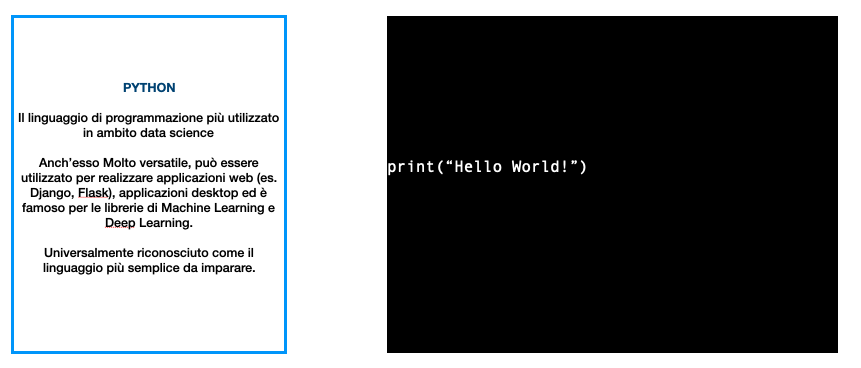 PYTHON
Il linguaggio di programmazione più utilizzato
in ambito data science
Anch'esso Molto versatile, può essere
utilizzato per realizzare applicazioni web (es.
Django, Flask), applicazioni desktop ed è
famoso per le librerie di Machine Learning e
Deep Learning.
Universalmente riconosciuto come il
linguaggio più semplice da imparare.
print(“Hello World!”)